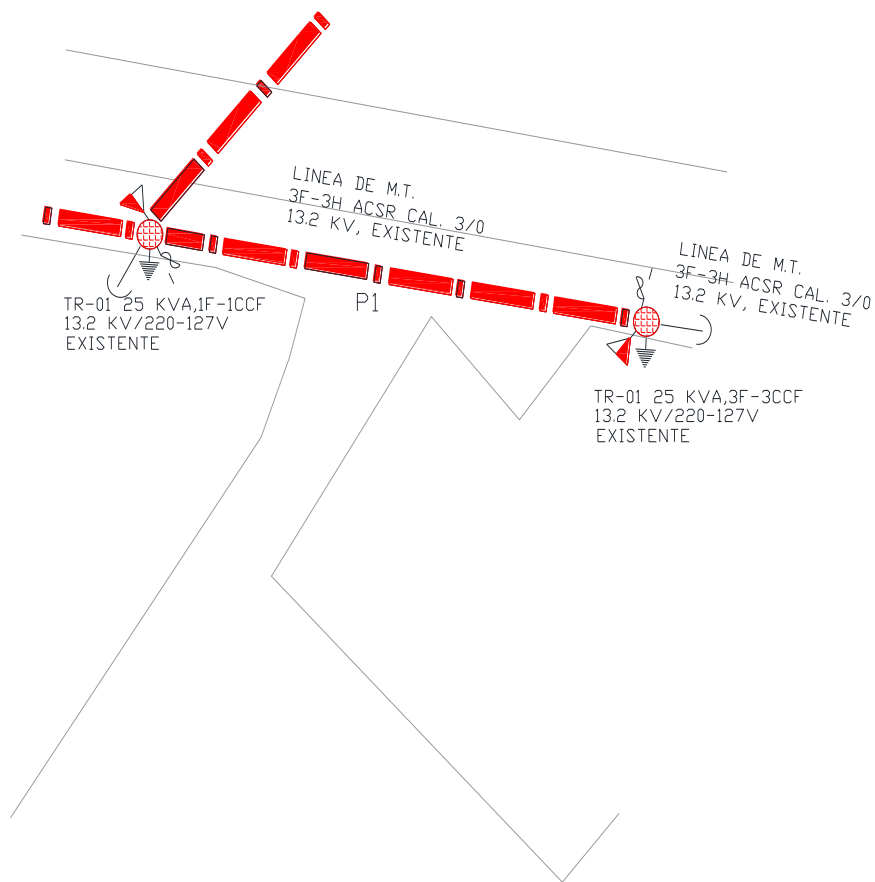 LINEA DE M.T.
3F-3H ACSR CAL. 3/0
13.2 KV, EXISTENTE
LINEA DE M.T.
3F-3H ACSR CAL. 3/0
13.2 KV, EXISTENTE
TR-01 25 KVA,1F-1CCF
13.2 KV/220-127V
EXISTENTE
P1
TR-01 25 KVA,3F-3CCF
13.2 KV/220-127V
EXISTENTE